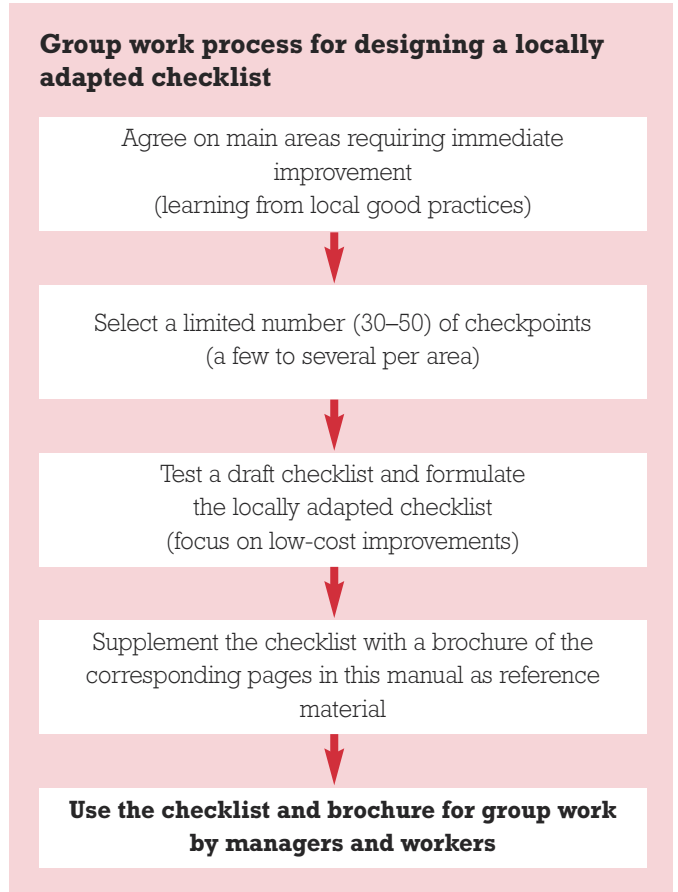 Group work process for designing a locally
adapted checklist
Agree on main areas requiring immediate
improvement
(learning from local good practices)
Select a limited number (30–50) of checkpoints
(a few to several per area)
Test a draft checklist and formulate
the locally adapted checklist
(focus on low-cost improvements)
Supplement the checklist with a brochure of the
corresponding pages in this manual as reference
material
Use the checklist and brochure for group work
by managers and workers